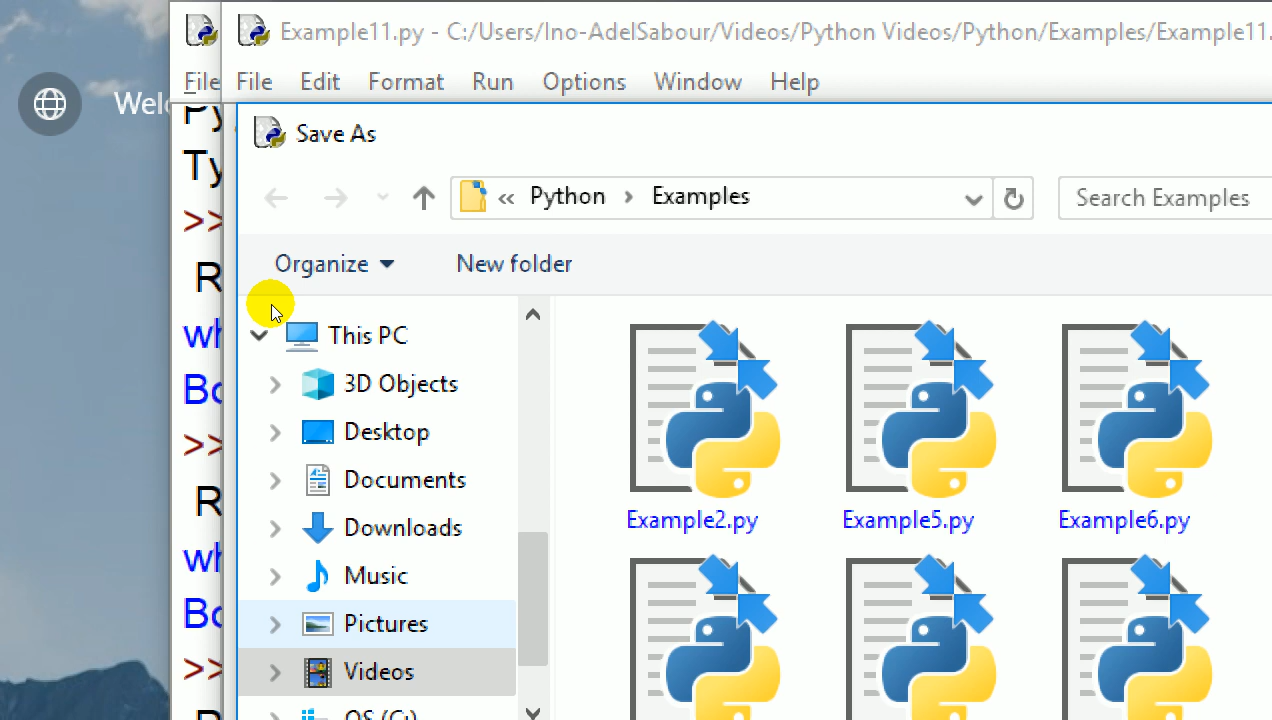 Example11.py - C:/Users/Ino-AdelSabour/Videos/Python Videos/Python/Examples/Example11.
File File Edit Format Run Options Window Help
Save As
« Python › Examples
Search Examples
Organize
New folder
This PC
3D Objects
Desktop
Documents
Downloads
Music
Pictures
Videos
OS (C:)
Example2.py Example5.py Example6.py
>>
>>
>>